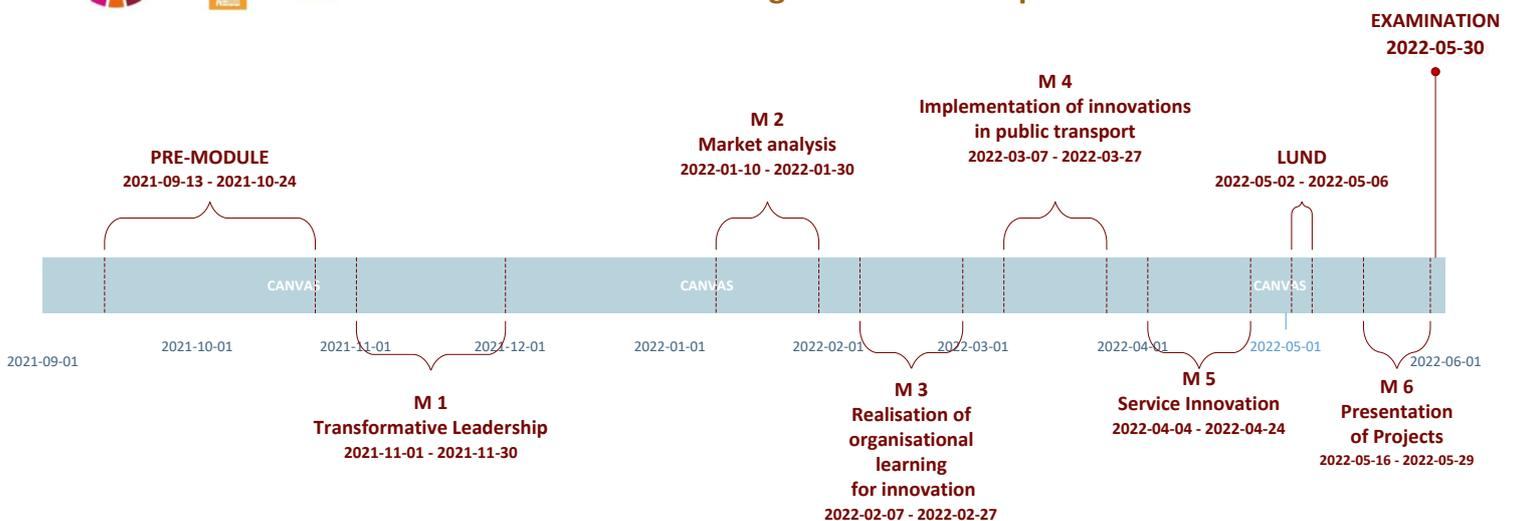 EXAMINATION
2022-05-30
M 4
Implementation of innovations
in public transport
2022-03-07 - 2022-03-27
M 2
Market analysis
2022-01-10 - 2022-01-30
PRE-MODULE
2021-09-13 - 2021-10-24
LUND
2022-05-02 - 2022-05-06
CANVAS
CANVAS
CANVAS
2021-09-01
2021-10-01
2021-11-01
2021-12-01
2022-01-01
2022-02-01
2022-03-01
2022-04-01
2022-05-01
2022-06-01
M 1
Transformative Leadership
2021-11-01 - 2021-11-30
M 3
Realisation of
organisational
learning
for innovation
2022-02-07 - 2022-02-27
M 5
Service Innovation
2022-04-04 - 2022-04-24
M 6
Presentation
of Projects
2022-05-16 - 2022-05-29